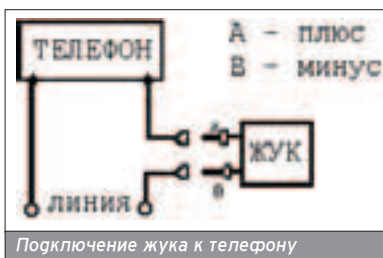 ТЕЛЕФОН
А - плюс
В - минус
А
ЖУК
В
ЛИНИЯ
Подключение жука к телефону